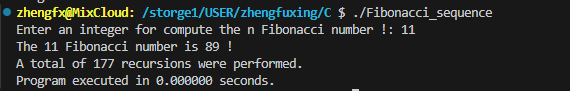 zhengfx@MixCloud: /storge1/USER/zhengfuxing/C $ ./Fibonacci_sequence
Enter an integer for compute the n Fibonacci number !: 11
The 11 Fibonacci number is 89 !
A total of 177 recursions were performed.
Program executed in 0.000000 seconds.